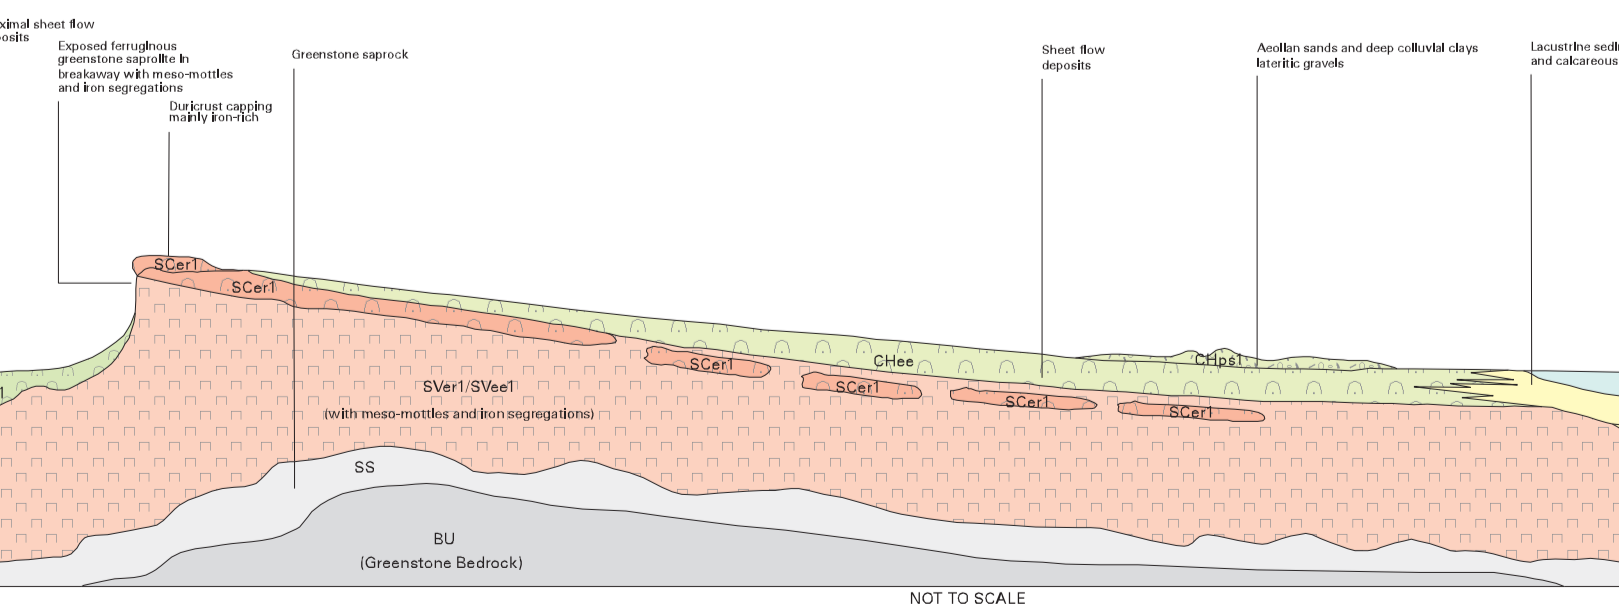 ximal sheet flow
osits
Exposed ferruginous
greenstone saprolite in
breakaway with meso-mottles
and iron segregations
Duricrust capping
mainly iron-rich
Greenstone saprock
Sheet flow
deposits
Aeolian sands and deep colluvial clays
lateritic gravels
Lacustrine sedi
and calcareous
SCer1
SCer1
CHee
CHps1
SCer1
SCer1
SCer1
SCer1
1
SVer1/SVee1
(with meso-mottles and iron segregations)
SS
BU
(Greenstone Bedrock)
NOT TO SCALE